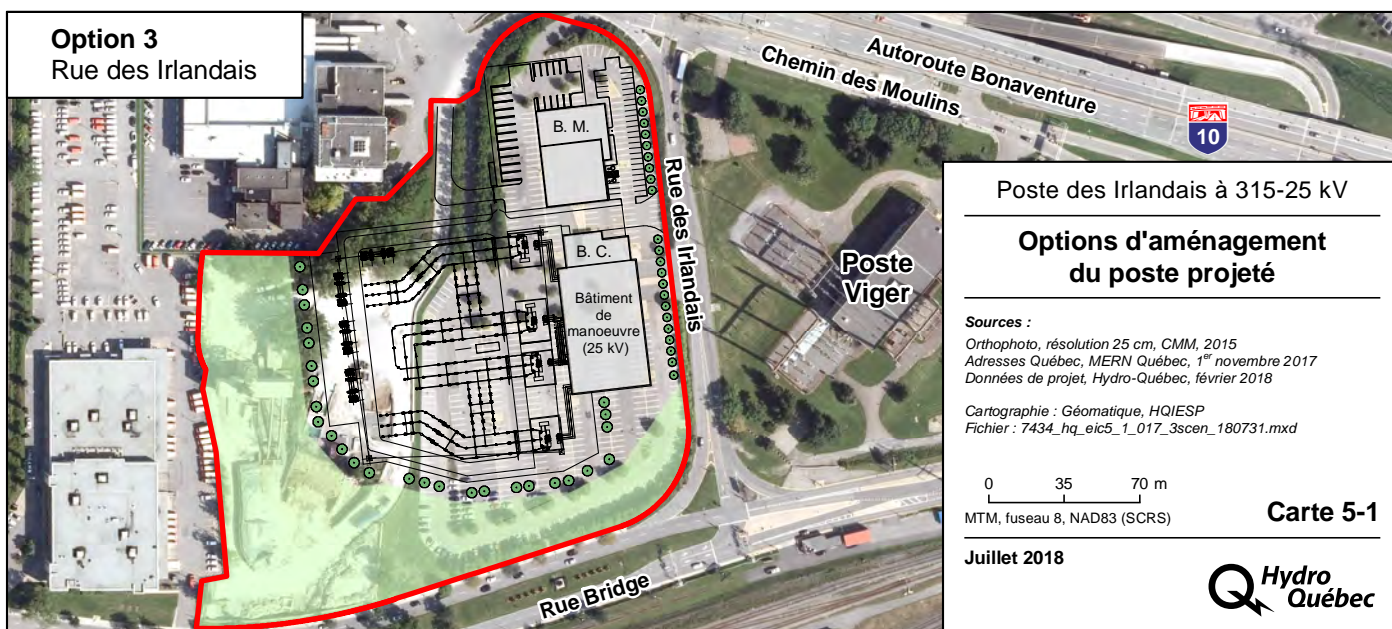 Option 3
Rue des Irlandais
Autoroute Bonaventure
Chemin des Moulins
10
B. M.
Rue des Irlandais
B. C.
Bâtiment
de
manoeuvre
(25 kV)
Poste
Viger
Rue Bridge
Poste des Irlandais à 315-25 kV
Options d'aménagement
du poste projeté
Sources :
Orthophoto, résolution 25 cm, CMM, 2015
Adresses Québec, MERN Québec, 1er novembre 2017
Données de projet, Hydro-Québec, février 2018
Cartographie : Géomatique, HQIESP
Fichier : 7434_hq_eic5_1_017_3scen_180731.mxd
0 35 70 m
MTM, fuseau 8, NAD83 (SCRS)
Carte 5-1
Juillet 2018
Hydro
Québec